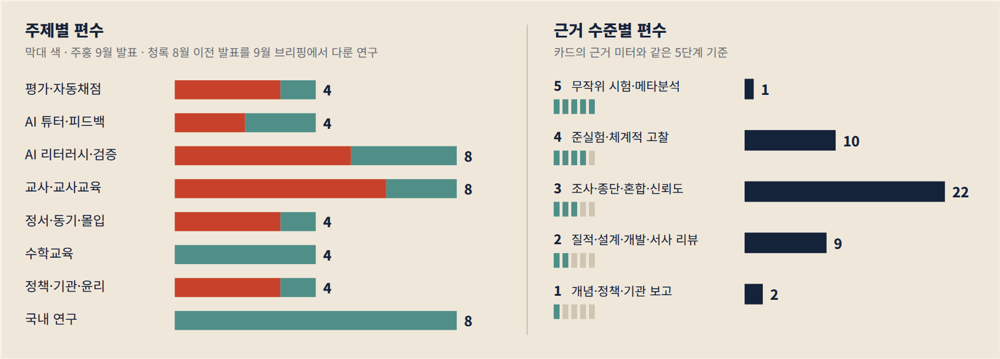 주제별 편수
막대 색 · 주홍 9월 발표 · 청록 8월 이전 발표를 9월 브리핑에서 다룬 연구
평가·자동채점 4
AI 튜터·피드백 4
AI 리터러시·검증 8
교사·교사교육 8
정서·동기·몰입 4
수학교육 4
정책·기관·윤리 4
국내 연구 8
근거 수준별 편수
카드의 근거 미터와 같은 5단계 기준
5 무작위 시험·메타분석 1
4 준실험·체계적 고찰 10
3 조사·종단·혼합·신뢰도 22
2 질적·설계·개발·서사 리뷰 9
1 개념·정책·기관 보고 2